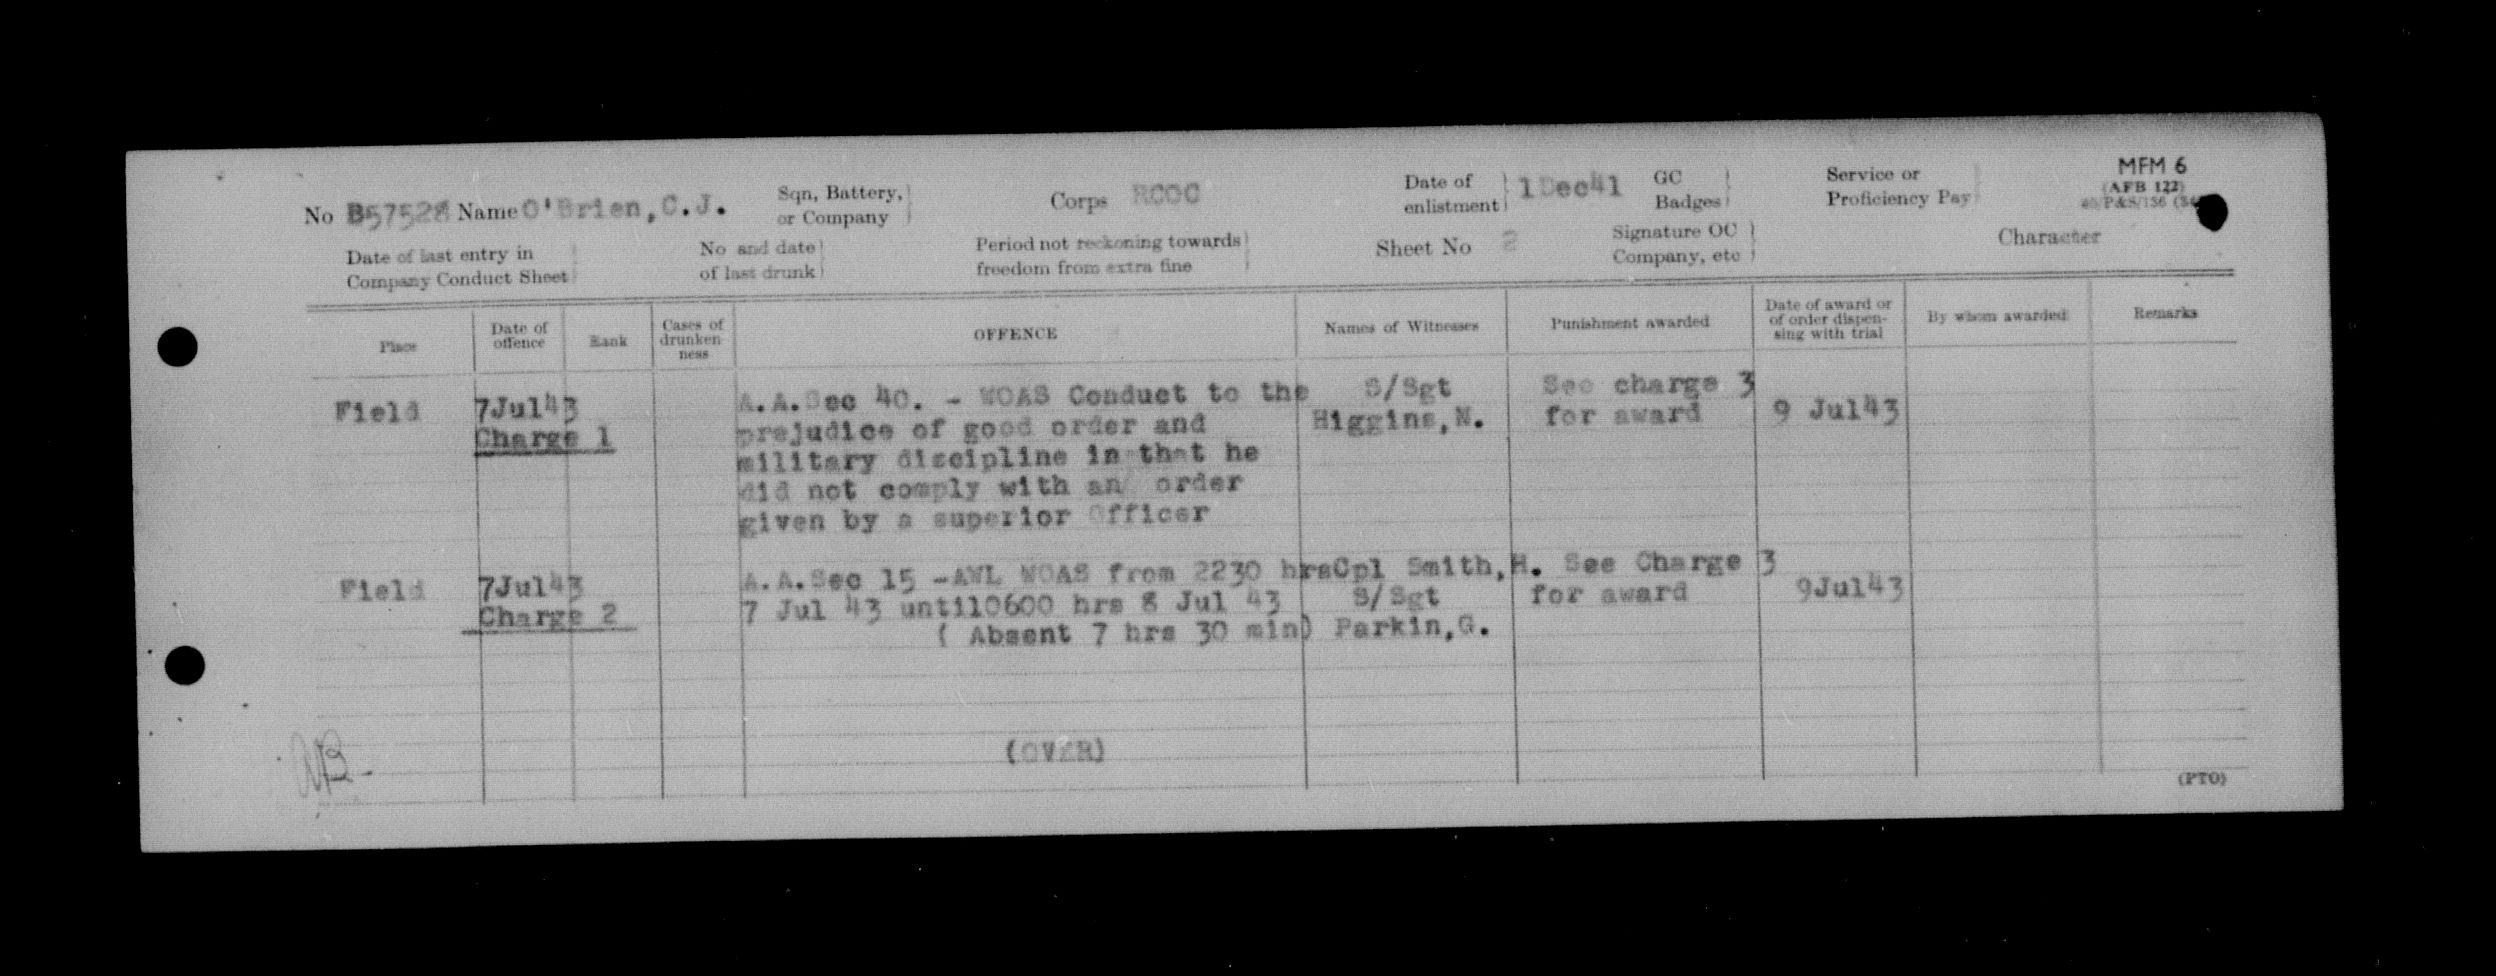 MFM 6
No B57528 Name O'Brien, C.J. Sqn, Battery, or Company Corps RCOC Date of enlistment 1Dec41 GC Badges Service or Proficiency Pay (AFB 122)
Date of last entry in Company Conduct Sheet No and date of last drunk Period not reckoning towards freedom from extra fine Sheet No 2 Signature OC Company, etc Character
Place Date of offence Rank Cases of drunken-ness OFFENCE Names of Witnesses Punishment awarded Date of award or of order dispen-sing with trial By whom awarded Remarks
Field 7Jul43 A.A.Sec 40. - WOAS Conduct to the S/Sgt See charge 3
Charge 1 prejudice of good order and Higgins,N. for award 9 Jul43
military discipline in that he
did not comply with an order
given by a superior Officer
Field 7Jul43 A.A.Sec 15 -AWL WOAS from 2230 hrs Cpl Smith,H. See Charge 3
Charge 2 7 Jul 43 until0600 hrs 8 Jul 43 S/Sgt for award 9Jul43
( Absent 7 hrs 30 min) Parkin,G.
(OVER)
(PTO)